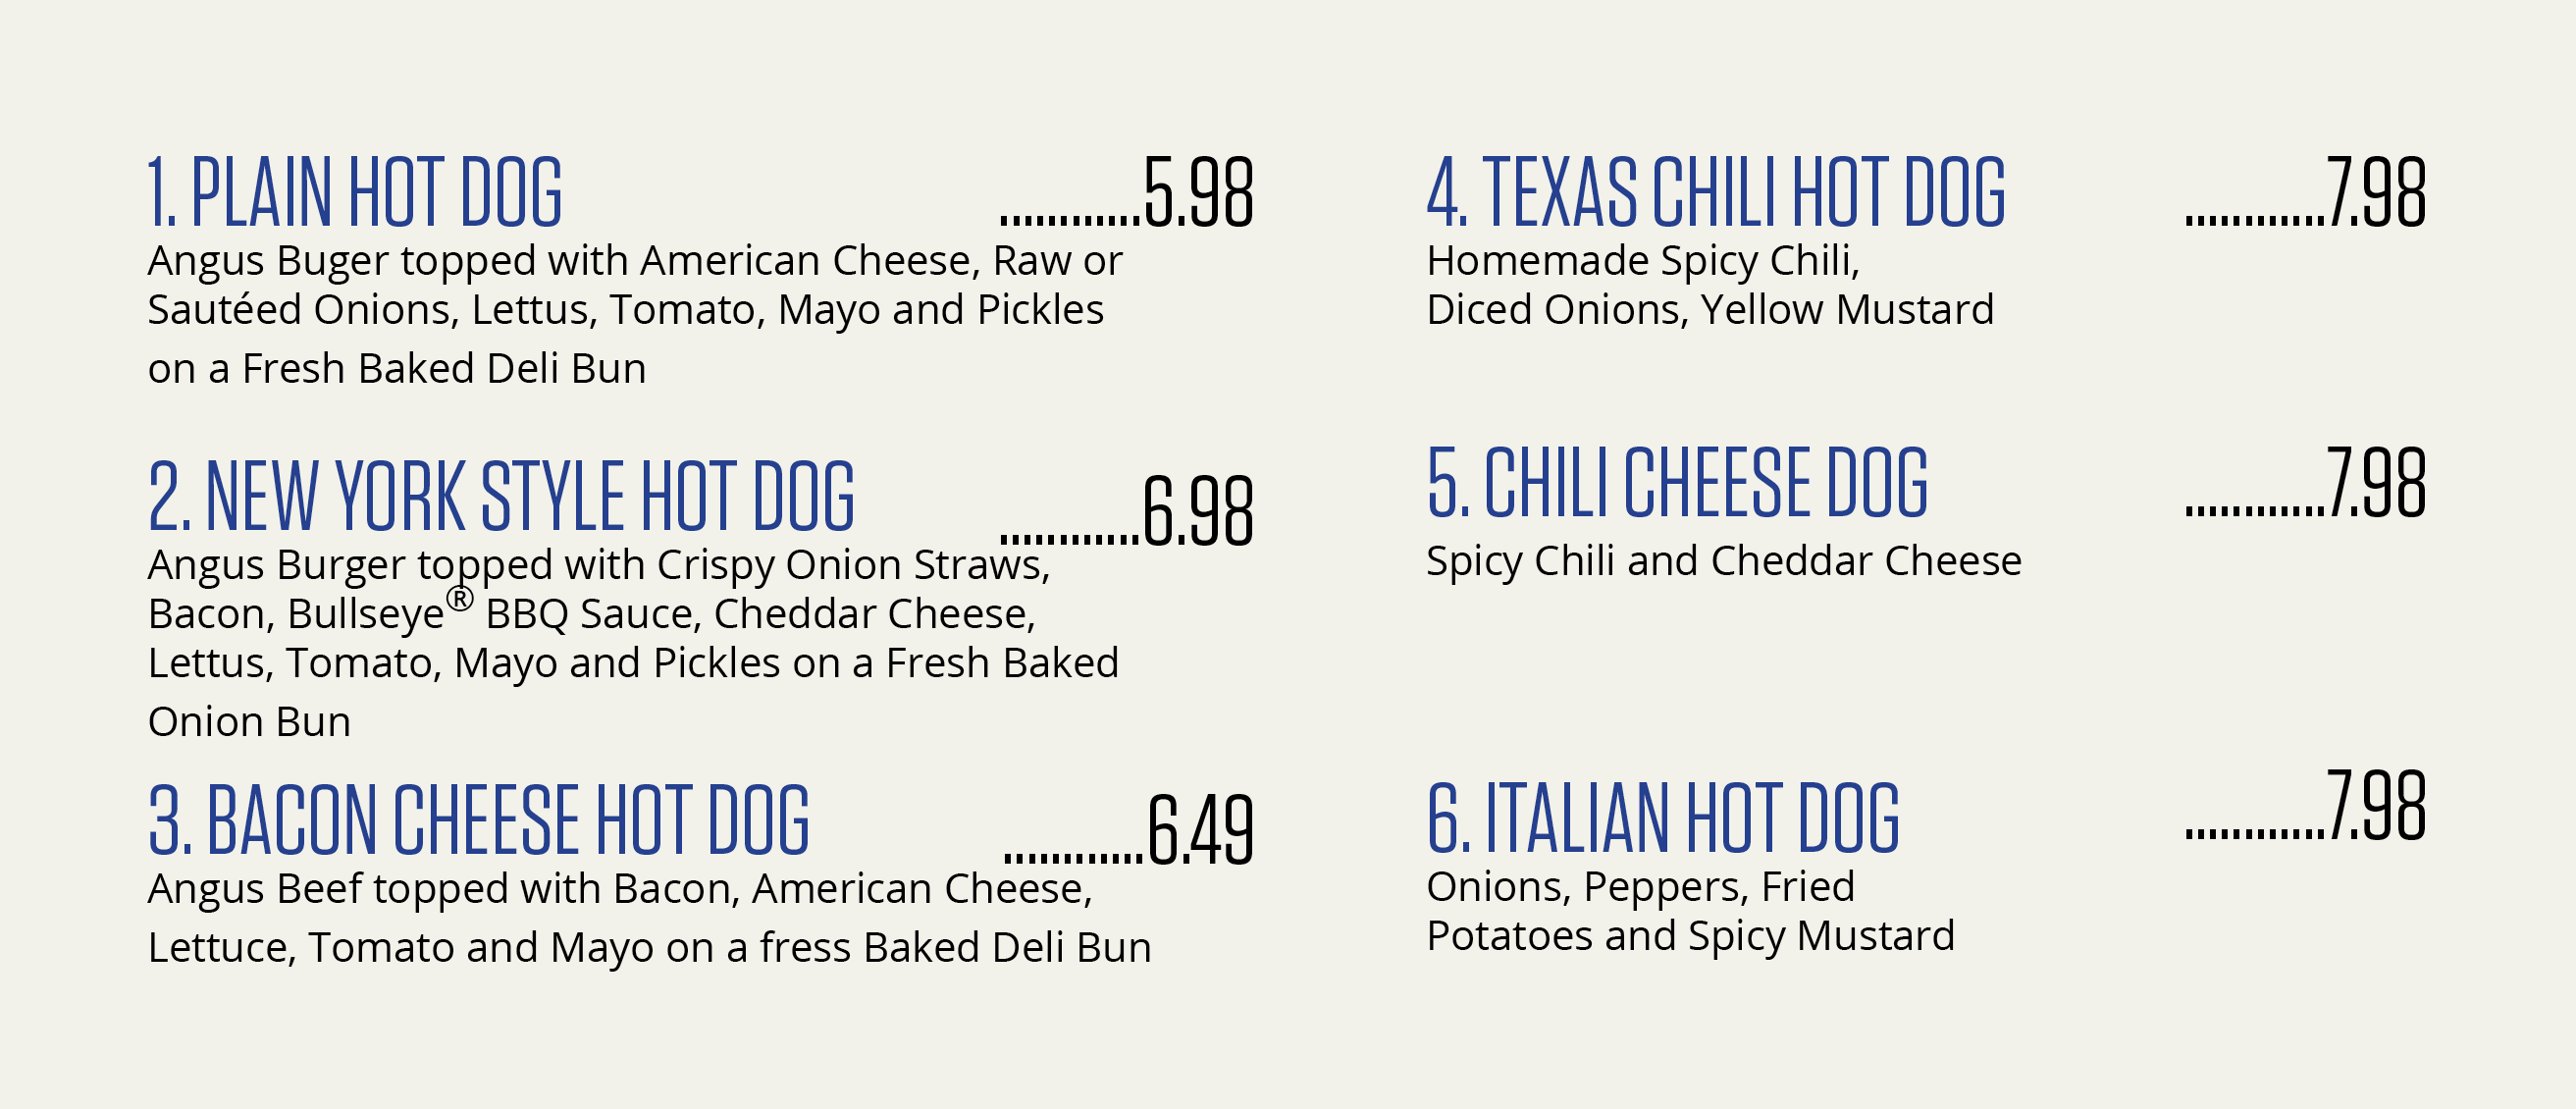 1. PLAIN HOT DOG ............5.98
Angus Buger topped with American Cheese, Raw or
Sautéed Onions, Lettus, Tomato, Mayo and Pickles
on a Fresh Baked Deli Bun
2. NEW YORK STYLE HOT DOG ............6.98
Angus Burger topped with Crispy Onion Straws,
Bacon, Bullseye® BBQ Sauce, Cheddar Cheese,
Lettus, Tomato, Mayo and Pickles on a Fresh Baked
Onion Bun
3. BACON CHEESE HOT DOG ............6.49
Angus Beef topped with Bacon, American Cheese,
Lettuce, Tomato and Mayo on a fress Baked Deli Bun
4. TEXAS CHILI HOT DOG ............7.98
Homemade Spicy Chili,
Diced Onions, Yellow Mustard
5. CHILI CHEESE DOG ............7.98
Spicy Chili and Cheddar Cheese
6. ITALIAN HOT DOG ............7.98
Onions, Peppers, Fried
Potatoes and Spicy Mustard